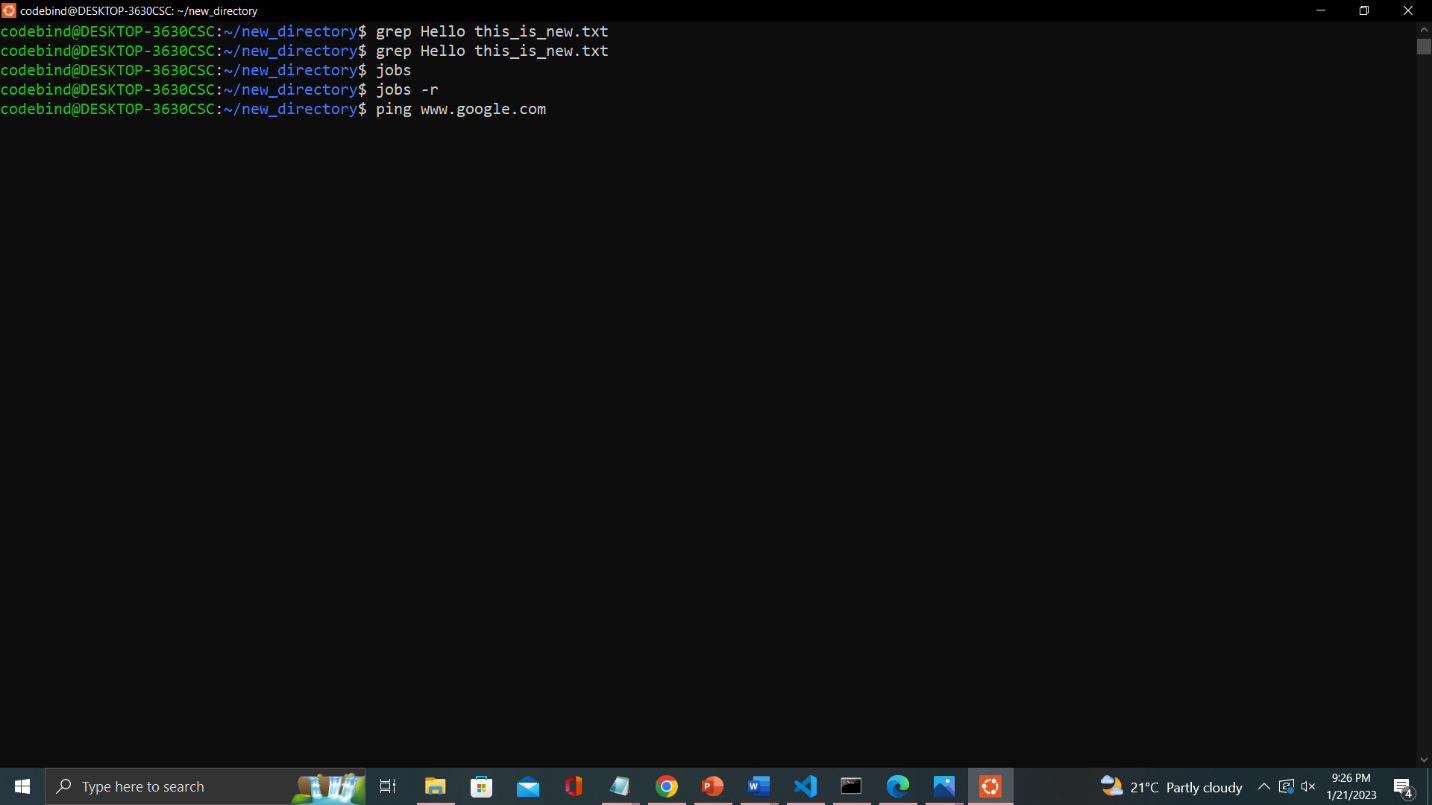 codebind@DESKTOP-3630CSC: ~/new_directory
codebind@DESKTOP-3630CSC:~/new_directory$ grep Hello this_is_new.txt
codebind@DESKTOP-3630CSC:~/new_directory$ grep Hello this_is_new.txt
codebind@DESKTOP-3630CSC:~/new_directory$ jobs
codebind@DESKTOP-3630CSC:~/new_directory$ jobs -r
codebind@DESKTOP-3630CSC:~/new_directory$ ping www.google.com
Type here to search
21°C Partly cloudy
9:26 PM
1/21/2023
4